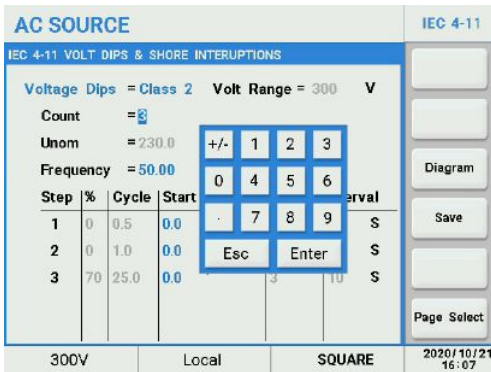 AC SOURCE
IEC 4-11
IEC 4-11 VOLT DIPS & SHORE INTERUPTIONS
Voltage Dips = Class 2 Volt Range = 300 V
Count =3
Unom =230.0
Frequency =50.00
+/- 1 2 3
0 4 5 6
. 7 8 9
Esc Enter
Step % Cycle Start erval
1 0 0.5 0.0 S
2 0 1.0 0.0 S
3 70 25.0 0.0 3 10 S
Diagram
Save
Page Select
300V Local SQUARE 2020/10/21
16:07